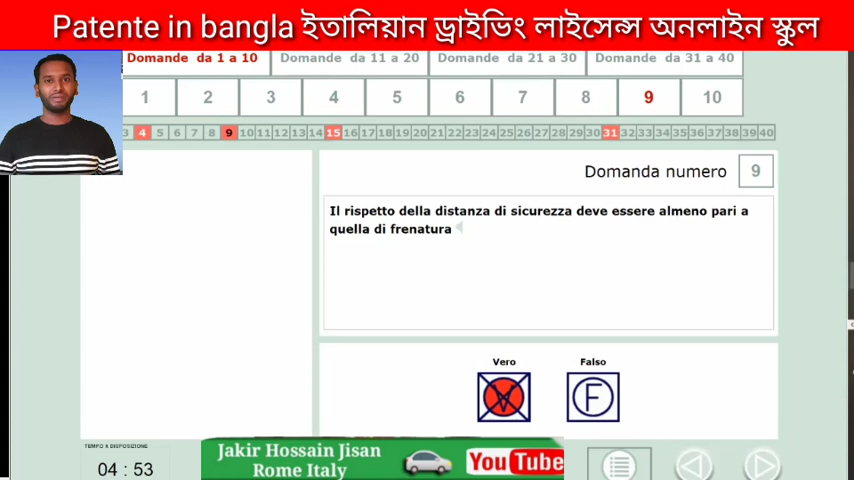 Patente in bangla ইতালিয়ান ড্রাইভিং লাইসেন্স অনলাইন স্কুল
Domande da 1 a 10 Domande da 11 a 20 Domande da 21 a 30 Domande da 31 a 40
1 2 3 4 5 6 7 8 9 10
3 4 5 6 7 8 9 10 11 12 13 14 15 16 17 18 19 20 21 22 23 24 25 26 27 28 29 30 31 32 33 34 35 36 37 38 39 40
Domanda numero 9
Il rispetto della distanza di sicurezza deve essere almeno pari a
quella di frenatura
Vero Falso
V F
TEMPO A DISPOSIZIONE
04 : 53
Jakir Hossain Jisan
Rome Italy
YouTube